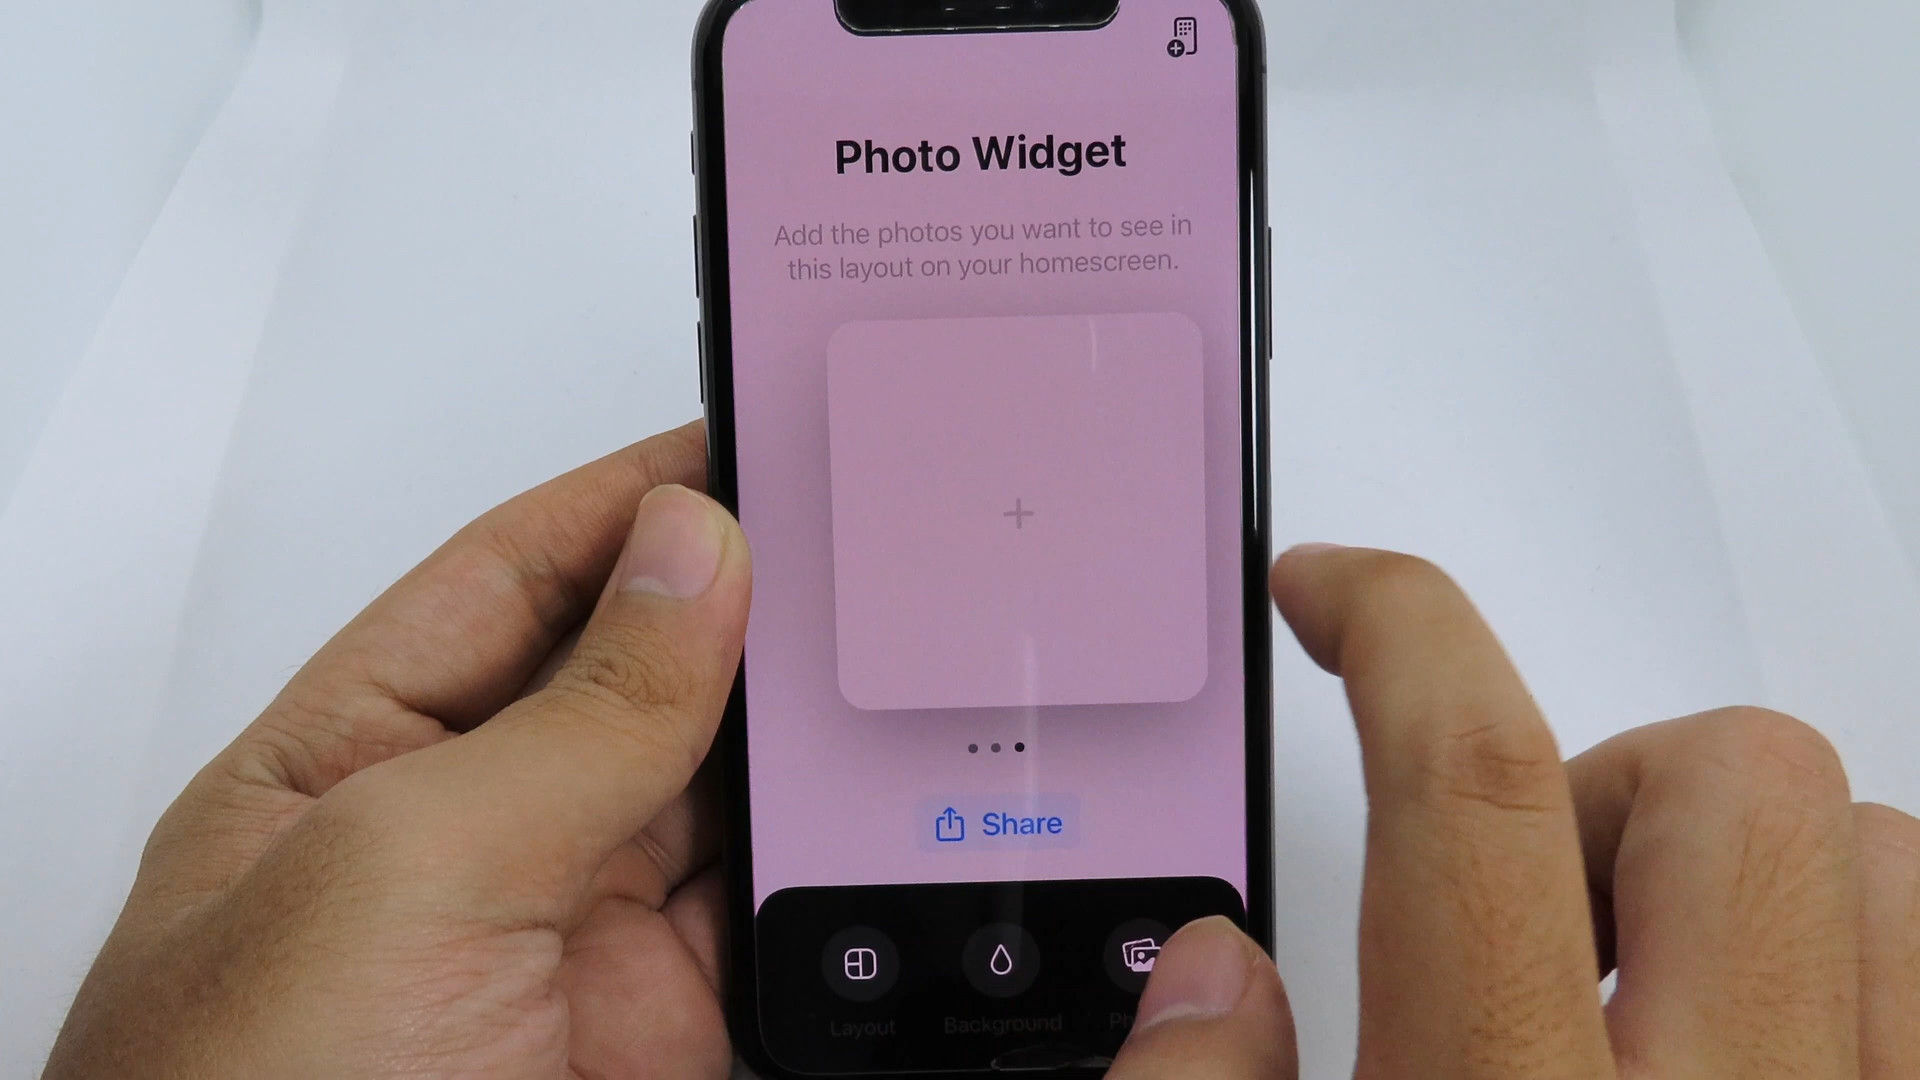 Photo Widget
Add the photos you want to see in
this layout on your homescreen.
Share
Layout
Background